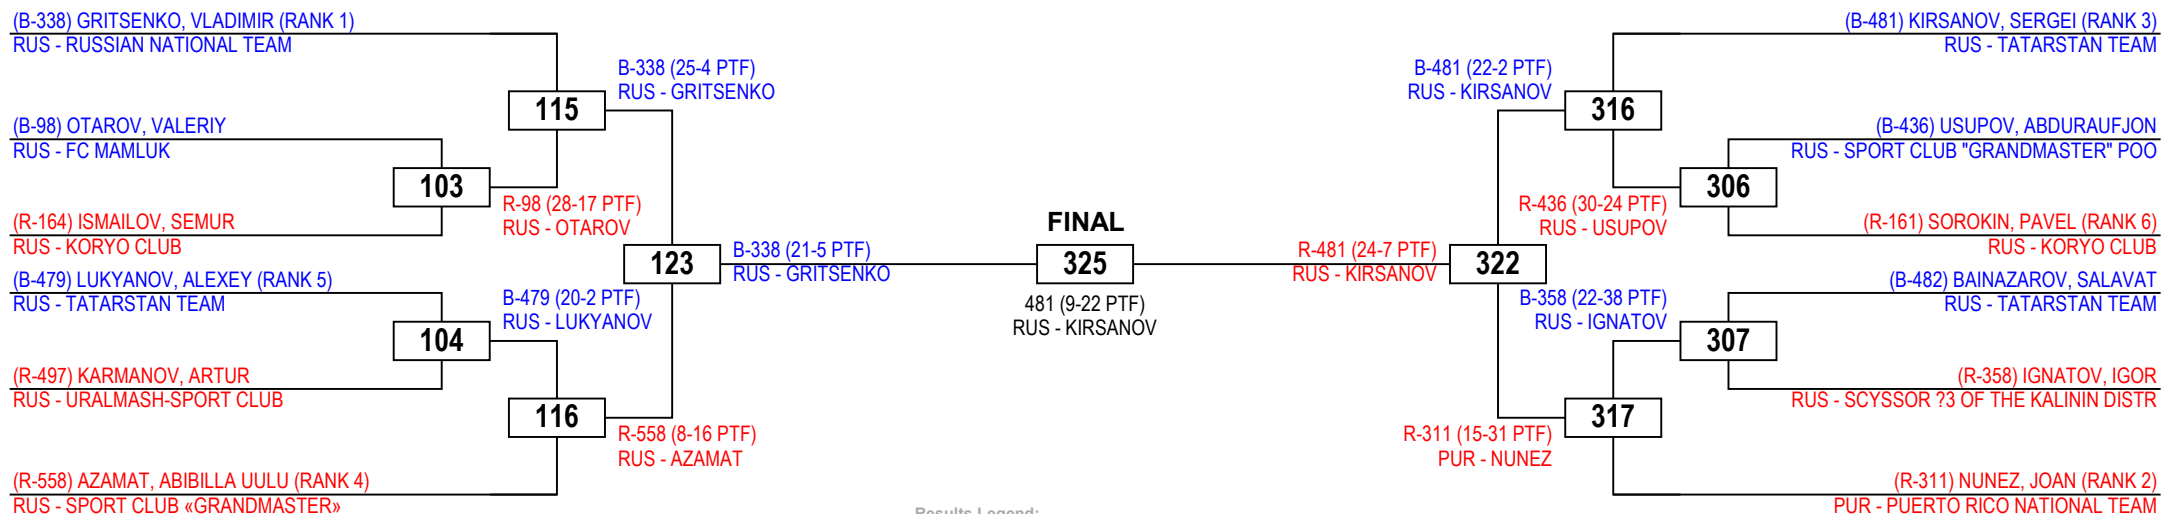 (B-338) GRITSENKO, VLADIMIR (RANK 1)
RUS - RUSSIAN NATIONAL TEAM
(B-98) OTAROV, VALERIY
RUS - FC MAMLUK
(R-164) ISMAILOV, SEMUR
RUS - KORYO CLUB
(B-479) LUKYANOV, ALEXEY (RANK 5)
RUS - TATARSTAN TEAM
(R-497) KARMANOV, ARTUR
RUS - URALMASH-SPORT CLUB
(R-558) AZAMAT, ABIBILLA UULU (RANK 4)
RUS - SPORT CLUB «GRANDMASTER»
103
104
R-98 (28-17 PTF)
RUS - OTAROV
B-479 (20-2 PTF)
RUS - LUKYANOV
115
116
B-338 (25-4 PTF)
RUS - GRITSENKO
R-558 (8-16 PTF)
RUS - AZAMAT
123
B-338 (21-5 PTF)
RUS - GRITSENKO
FINAL
325
481 (9-22 PTF)
RUS - KIRSANOV
R-481 (24-7 PTF)
RUS - KIRSANOV
322
B-481 (22-2 PTF)
RUS - KIRSANOV
R-311 (15-31 PTF)
PUR - NUNEZ
316
317
R-436 (30-24 PTF)
RUS - USUPOV
B-358 (22-38 PTF)
RUS - IGNATOV
306
307
(B-481) KIRSANOV, SERGEI (RANK 3)
RUS - TATARSTAN TEAM
(B-436) USUPOV, ABDURAUFJON
RUS - SPORT CLUB "GRANDMASTER" POO
(R-161) SOROKIN, PAVEL (RANK 6)
RUS - KORYO CLUB
(B-482) BAINAZAROV, SALAVAT
RUS - TATARSTAN TEAM
(R-358) IGNATOV, IGOR
RUS - SCYSSOR ?3 OF THE KALININ DISTR
(R-311) NUNEZ, JOAN (RANK 2)
PUR - PUERTO RICO NATIONAL TEAM
Results Legend: